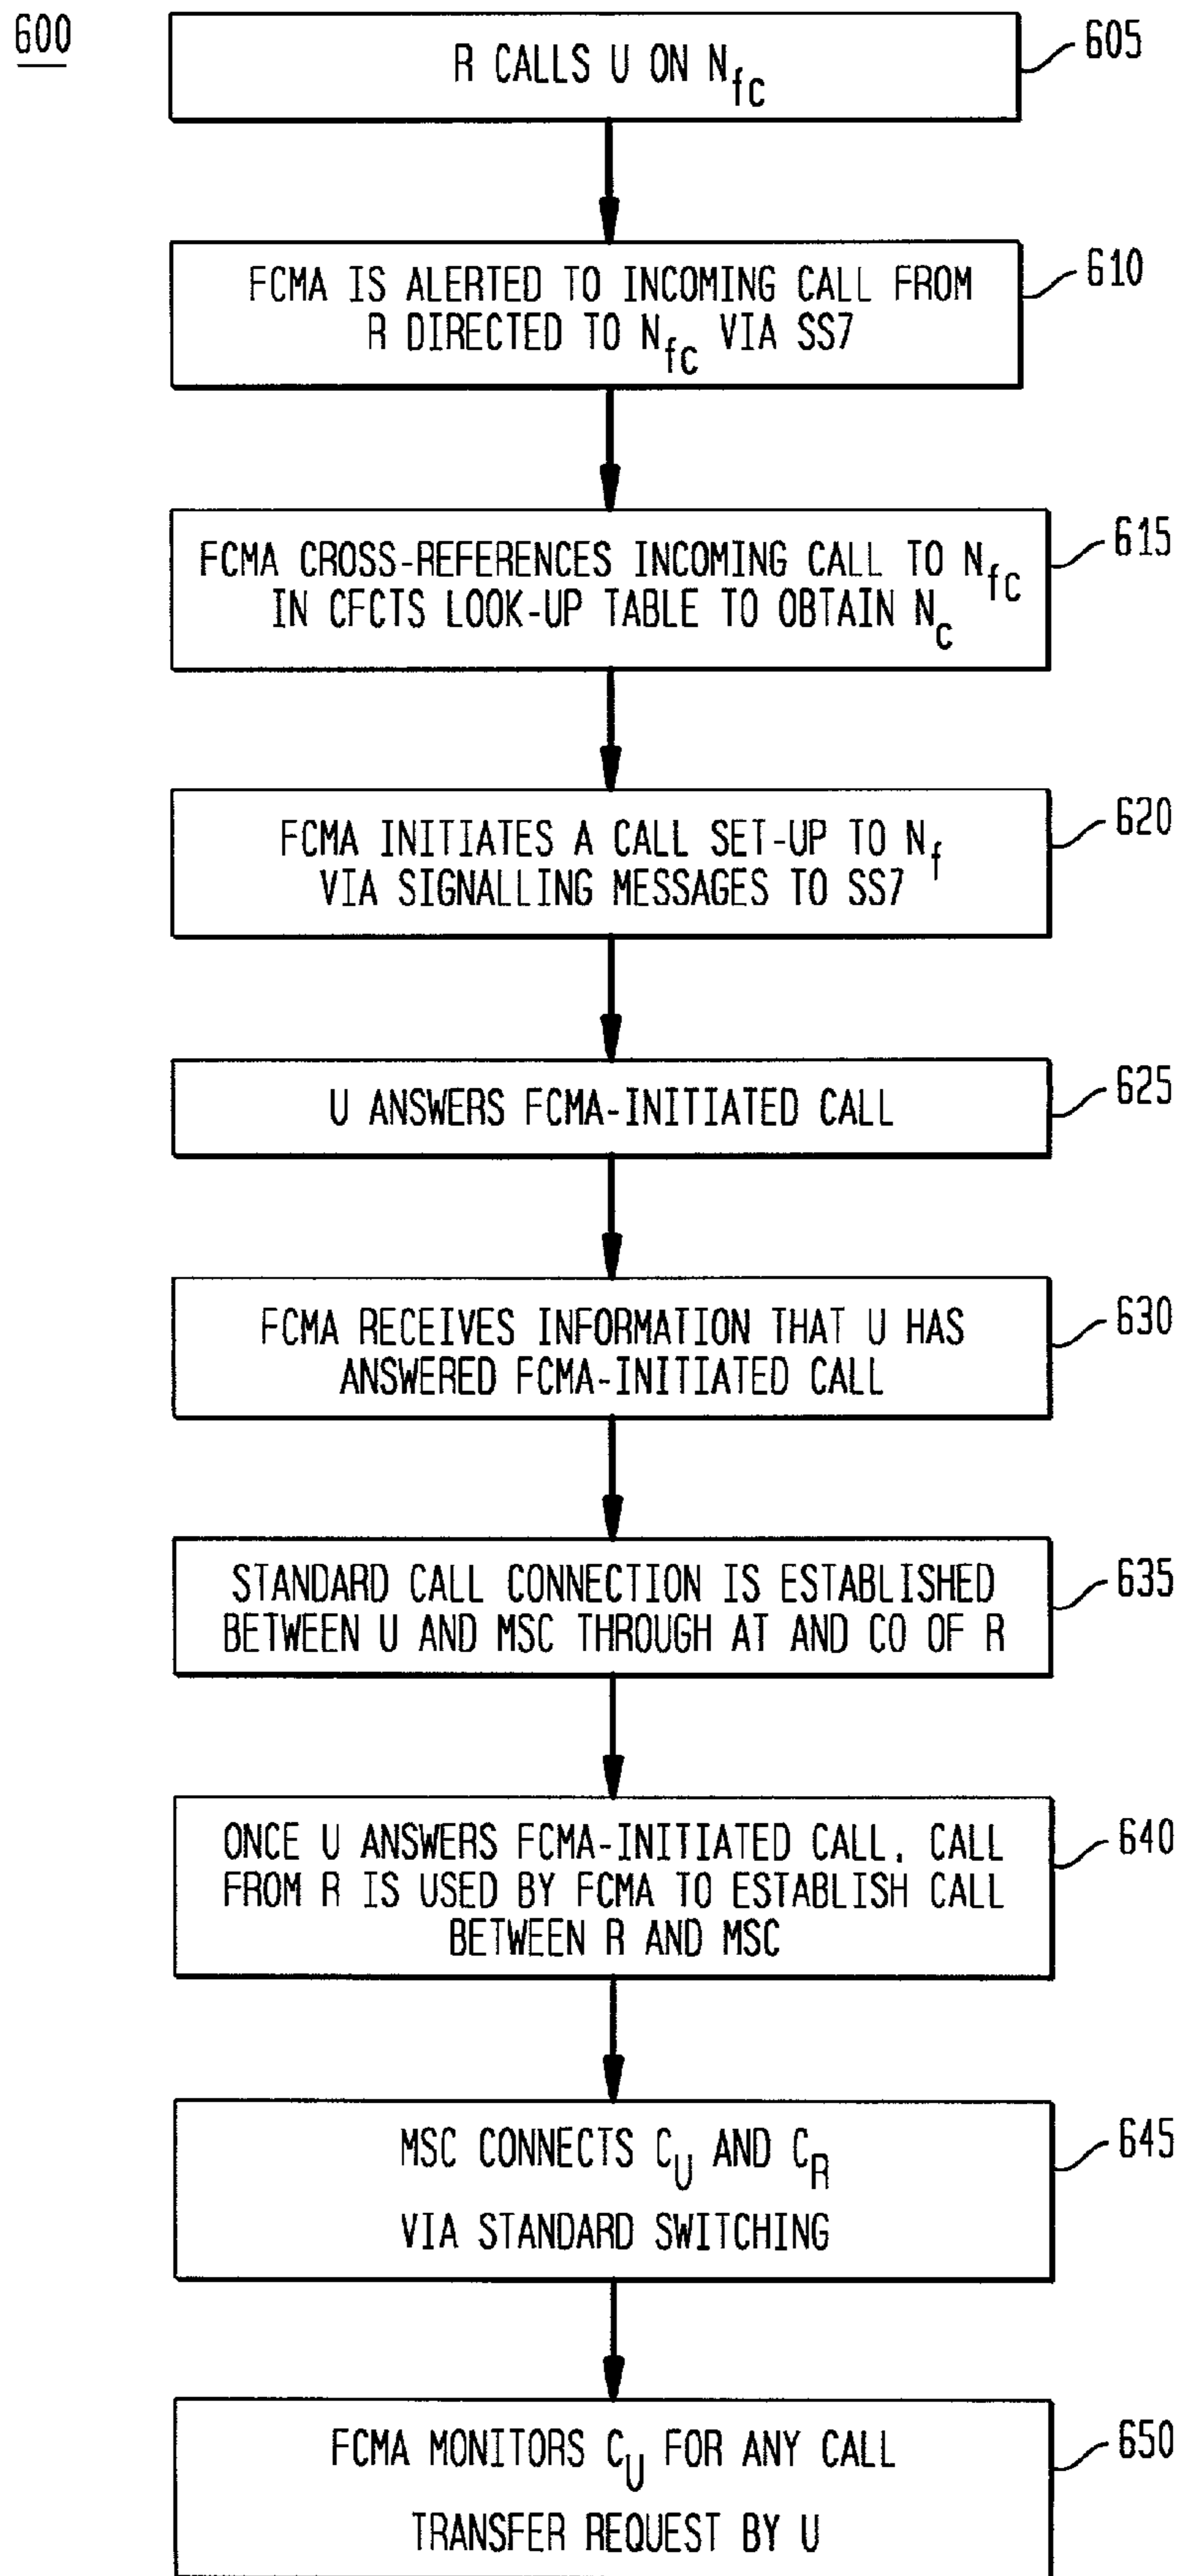 600
R CALLS U ON Nfc
605
FCMA IS ALERTED TO INCOMING CALL FROM
R DIRECTED TO Nfc VIA SS7
610
FCMA CROSS-REFERENCES INCOMING CALL TO Nfc
IN CFCTS LOOK-UP TABLE TO OBTAIN Nc
615
FCMA INITIATES A CALL SET-UP TO Nf
VIA SIGNALLING MESSAGES TO SS7
620
U ANSWERS FCMA-INITIATED CALL
625
FCMA RECEIVES INFORMATION THAT U HAS
ANSWERED FCMA-INITIATED CALL
630
STANDARD CALL CONNECTION IS ESTABLISHED
BETWEEN U AND MSC THROUGH AT AND CO OF R
635
ONCE U ANSWERS FCMA-INITIATED CALL. CALL
FROM R IS USED BY FCMA TO ESTABLISH CALL
BETWEEN R AND MSC
640
MSC CONNECTS CU AND CR
VIA STANDARD SWITCHING
645
FCMA MONITORS CU FOR ANY CALL
TRANSFER REQUEST BY U
650